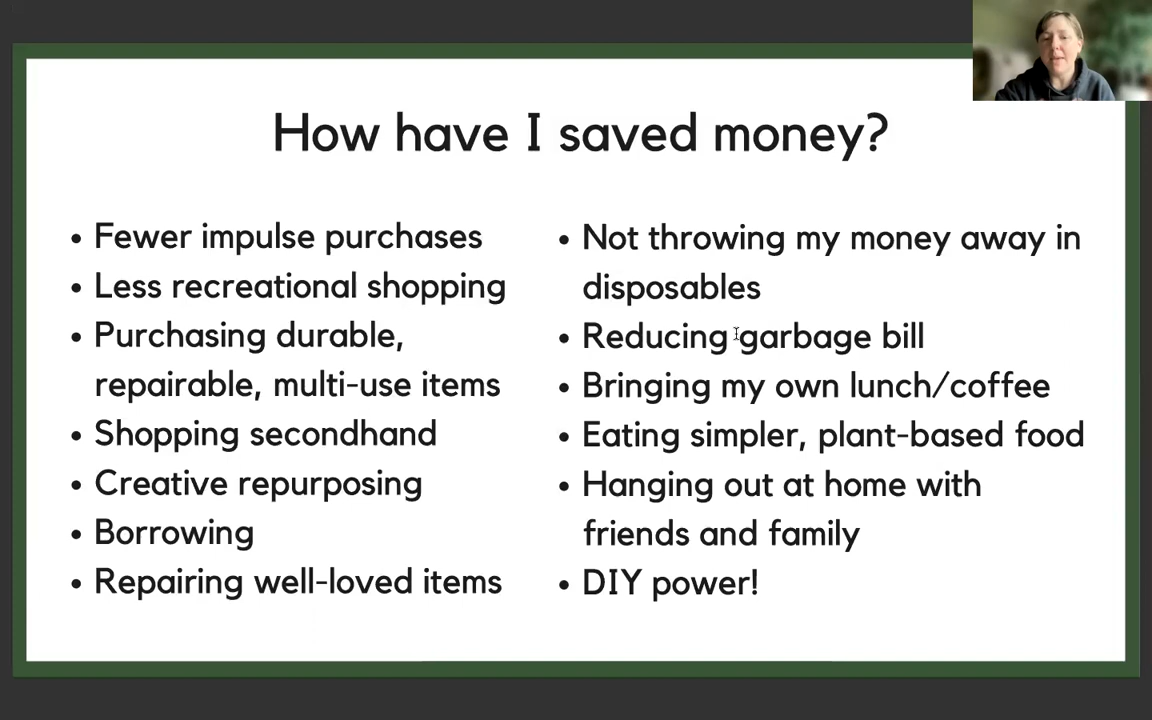 How have I saved money?
• Fewer impulse purchases
• Less recreational shopping
• Purchasing durable,
repairable, multi-use items
• Shopping secondhand
• Creative repurposing
• Borrowing
• Repairing well-loved items
• Not throwing my money away in
disposables
• Reducing garbage bill
• Bringing my own lunch/coffee
• Eating simpler, plant-based food
• Hanging out at home with
friends and family
• DIY power!